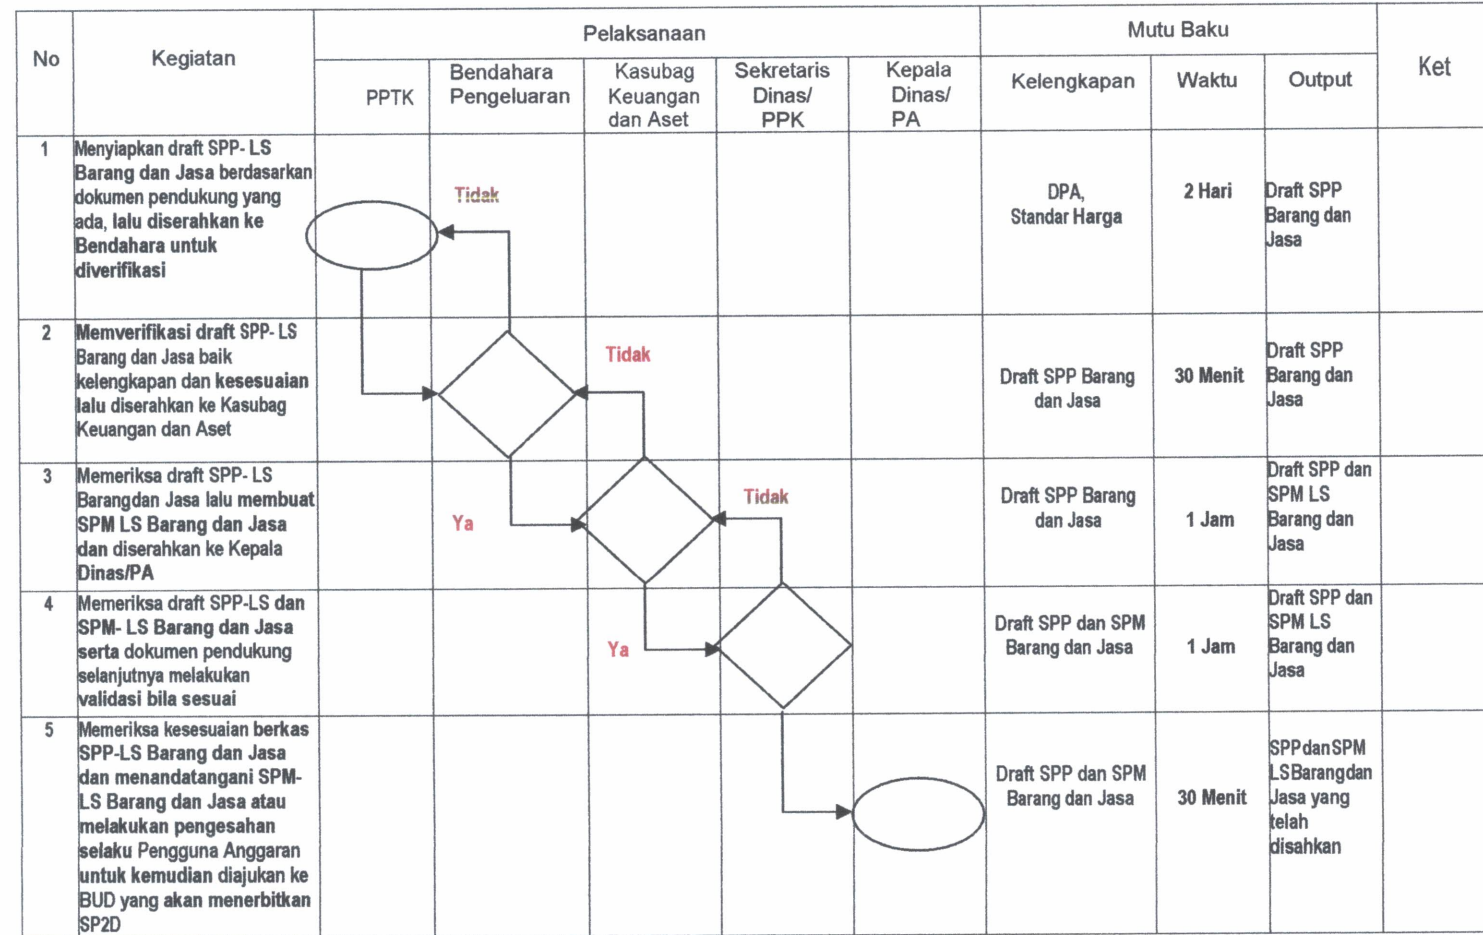 No
Kegiatan
Pelaksanaan
Mutu Baku
Ket
PPTK
Bendahara
Pengeluaran
Kasubag
Keuangan
dan Aset
Sekretaris
Dinas/
PPK
Kepala
Dinas/
PA
Kelengkapan
Waktu
Output
1
Menyiapkan draft SPP- LS
Barang dan Jasa berdasarkan
dokumen pendukung yang
ada, lalu diserahkan ke
Bendahara untuk
diverifikasi
Tidak
DPA,
Standar Harga
2 Hari
Draft SPP
Barang dan
Jasa
2
Memverifikasi draft SPP- LS
Barang dan Jasa baik
kelengkapan dan kesesuaian
lalu diserahkan ke Kasubag
Keuangan dan Aset
Tidak
Draft SPP Barang
dan Jasa
30 Menit
Draft SPP
Barang dan
Jasa
3
Memeriksa draft SPP- LS
Barangdan Jasa lalu membuat
SPM LS Barang dan Jasa
dan diserahkan ke Kepala
Dinas/PA
Ya
Tidak
Draft SPP Barang
dan Jasa
1 Jam
Draft SPP dan
SPM LS
Barang dan
Jasa
4
Memeriksa draft SPP-LS dan
SPM- LS Barang dan Jasa
serta dokumen pendukung
selanjutnya melakukan
validasi bila sesuai
Ya
Draft SPP dan SPM
Barang dan Jasa
1 Jam
Draft SPP dan
SPM LS
Barang dan
Jasa
5
Memeriksa kesesuaian berkas
SPP-LS Barang dan Jasa
dan menandatangani SPM-
LS Barang dan Jasa atau
melakukan pengesahan
selaku Pengguna Anggaran
untuk kemudian diajukan ke
BUD yang akan menerbitkan
SP2D
Draft SPP dan SPM
Barang dan Jasa
30 Menit
SPPdanSPM
LSBarangdan
Jasa yang
telah
disahkan